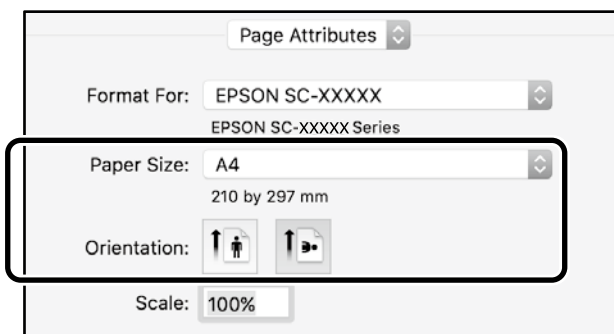 Page Attributes
Format For: EPSON SC-XXXXX
EPSON SC-XXXXX Series
Paper Size: A4
210 by 297 mm
Orientation:
Scale: 100%